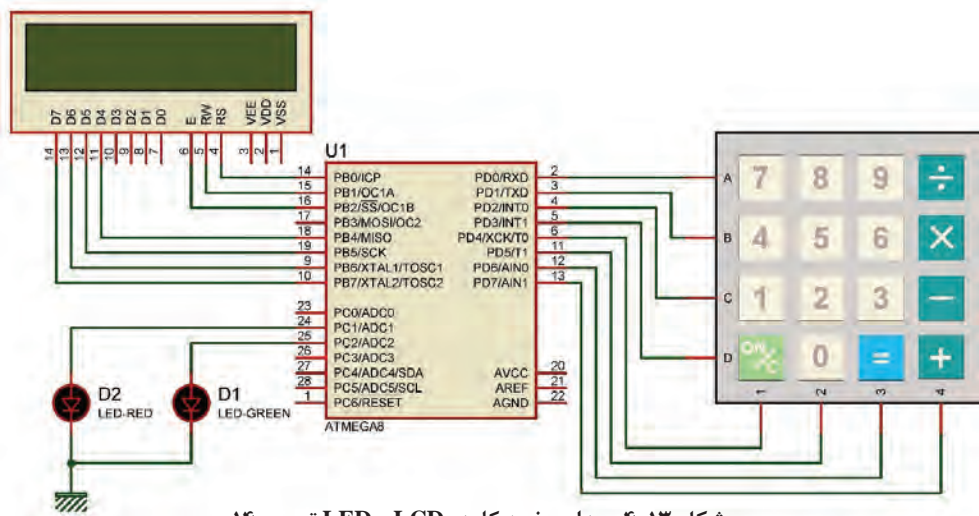 D7 D6 D5 D4 D3 D2 D1 D0 E RW RS VEE VDD VSS
14 13 12 11 10 9 8 7 6 5 4 3 2 1
U1
14 PB0/ICP PD0/RXD 2
15 PB1/OC1A PD1/TXD 3
16 PB2/SS/OC1B PD2/INT0 4
17 PB3/MOSI/OC2 PD3/INT1 5
18 PB4/MISO PD4/XCK/T0 6
19 PB5/SCK PD5/T1 11
9 PB6/XTAL1/TOSC1 PD6/AIN0 12
10 PB7/XTAL2/TOSC2 PD7/AIN1 13
23 PC0/ADC0
24 PC1/ADC1
25 PC2/ADC2
26 PC3/ADC3
27 PC4/ADC4/SDA AVCC 20
28 PC5/ADC5/SCL AREF 21
1 PC6/RESET AGND 22
ATMEGA8
D2
LED-RED
D1
LED-GREEN
A 7 8 9 ÷
B 4 5 6 ×
C 1 2 3 −
D ON/C 0 = +
1 2 3 4